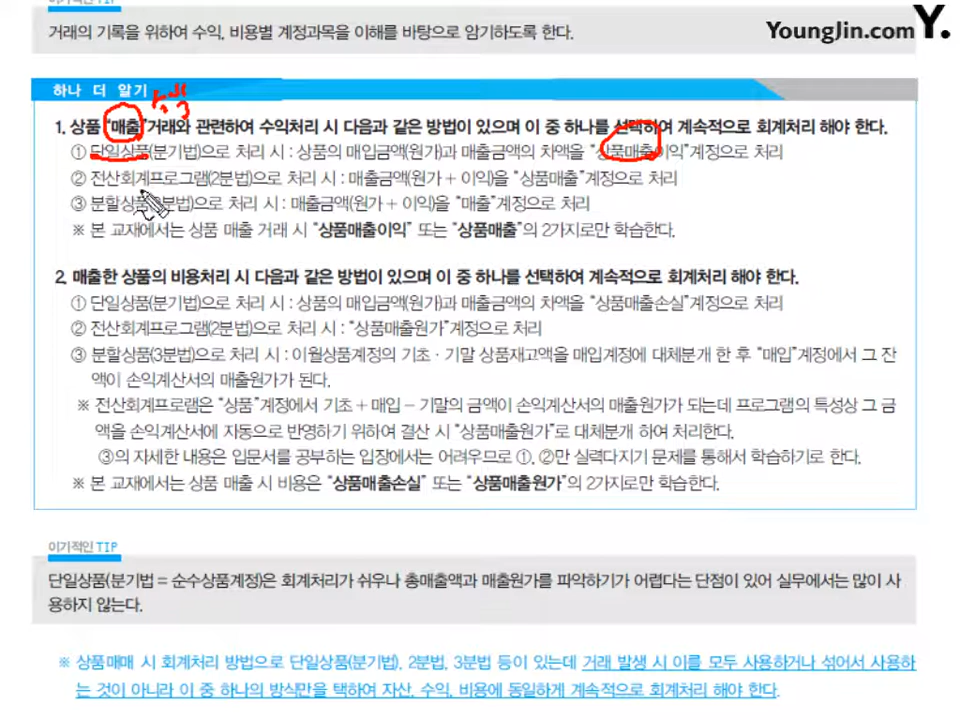 이기적인 TIP
거래의 기록을 위하여 수익, 비용별 계정과목을 이해를 바탕으로 암기하도록 한다.
YoungJin.com Y.
하나 더 알기
1. 상품 "매출"거래와 관련하여 수익처리 시 다음과 같은 방법이 있으며 이 중 하나를 선택하여 계속적으로 회계처리 해야 한다.
① 단일상품(분기법)으로 처리 시 : 상품의 매입금액(원가)과 매출금액의 차액을 "상품매출이익"계정으로 처리
② 전산회계프로그램(2분법)으로 처리 시 : 매출금액(원가 + 이익)을 "상품매출"계정으로 처리
③ 분할상품(3분법)으로 처리 시 : 매출금액(원가 + 이익)을 "매출"계정으로 처리
※ 본 교재에서는 상품 매출 거래 시 "상품매출이익" 또는 "상품매출"의 2가지로만 학습한다.
2. 매출한 상품의 비용처리 시 다음과 같은 방법이 있으며 이 중 하나를 선택하여 계속적으로 회계처리 해야 한다.
① 단일상품(분기법)으로 처리 시 : 상품의 매입금액(원가)과 매출금액의 차액을 "상품매출손실"계정으로 처리
② 전산회계프로그램(2분법)으로 처리 시 : "상품매출원가"계정으로 처리
③ 분할상품(3분법)으로 처리 시 : 이월상품계정의 기초 · 기말 상품재고액을 매입계정에 대체분개 한 후 "매입"계정에서 그 잔
액이 손익계산서의 매출원가가 된다.
※ 전산회계프로램은 "상품"계정에서 기초 + 매입 – 기말의 금액이 손익계산서의 매출원가가 되는데 프로그램의 특성상 그 금
액을 손익계산서에 자동으로 반영하기 위하여 결산 시 "상품매출원가"로 대체분개 하여 처리한다.
③의 자세한 내용은 입문서를 공부하는 입장에서는 어려우므로 ①, ②만 실력다지기 문제를 통해서 학습하기로 한다.
※ 본 교재에서는 상품 매출 시 비용은 "상품매출손실" 또는 "상품매출원가"의 2가지로만 학습한다.
이기적인 TIP
단일상품(분기법 = 순수상품계정)은 회계처리가 쉬우나 총매출액과 매출원가를 파악하기가 어렵다는 단점이 있어 실무에서는 많이 사
용하지 않는다.
※ 상품매매 시 회계처리 방법으로 단일상품(분기법), 2분법, 3분법 등이 있는데 거래 발생 시 이를 모두 사용하거나 섞어서 사용하
는 것이 아니라 이 중 하나의 방식만을 택하여 자산, 수익, 비용에 동일하게 계속적으로 회계처리 해야 한다.